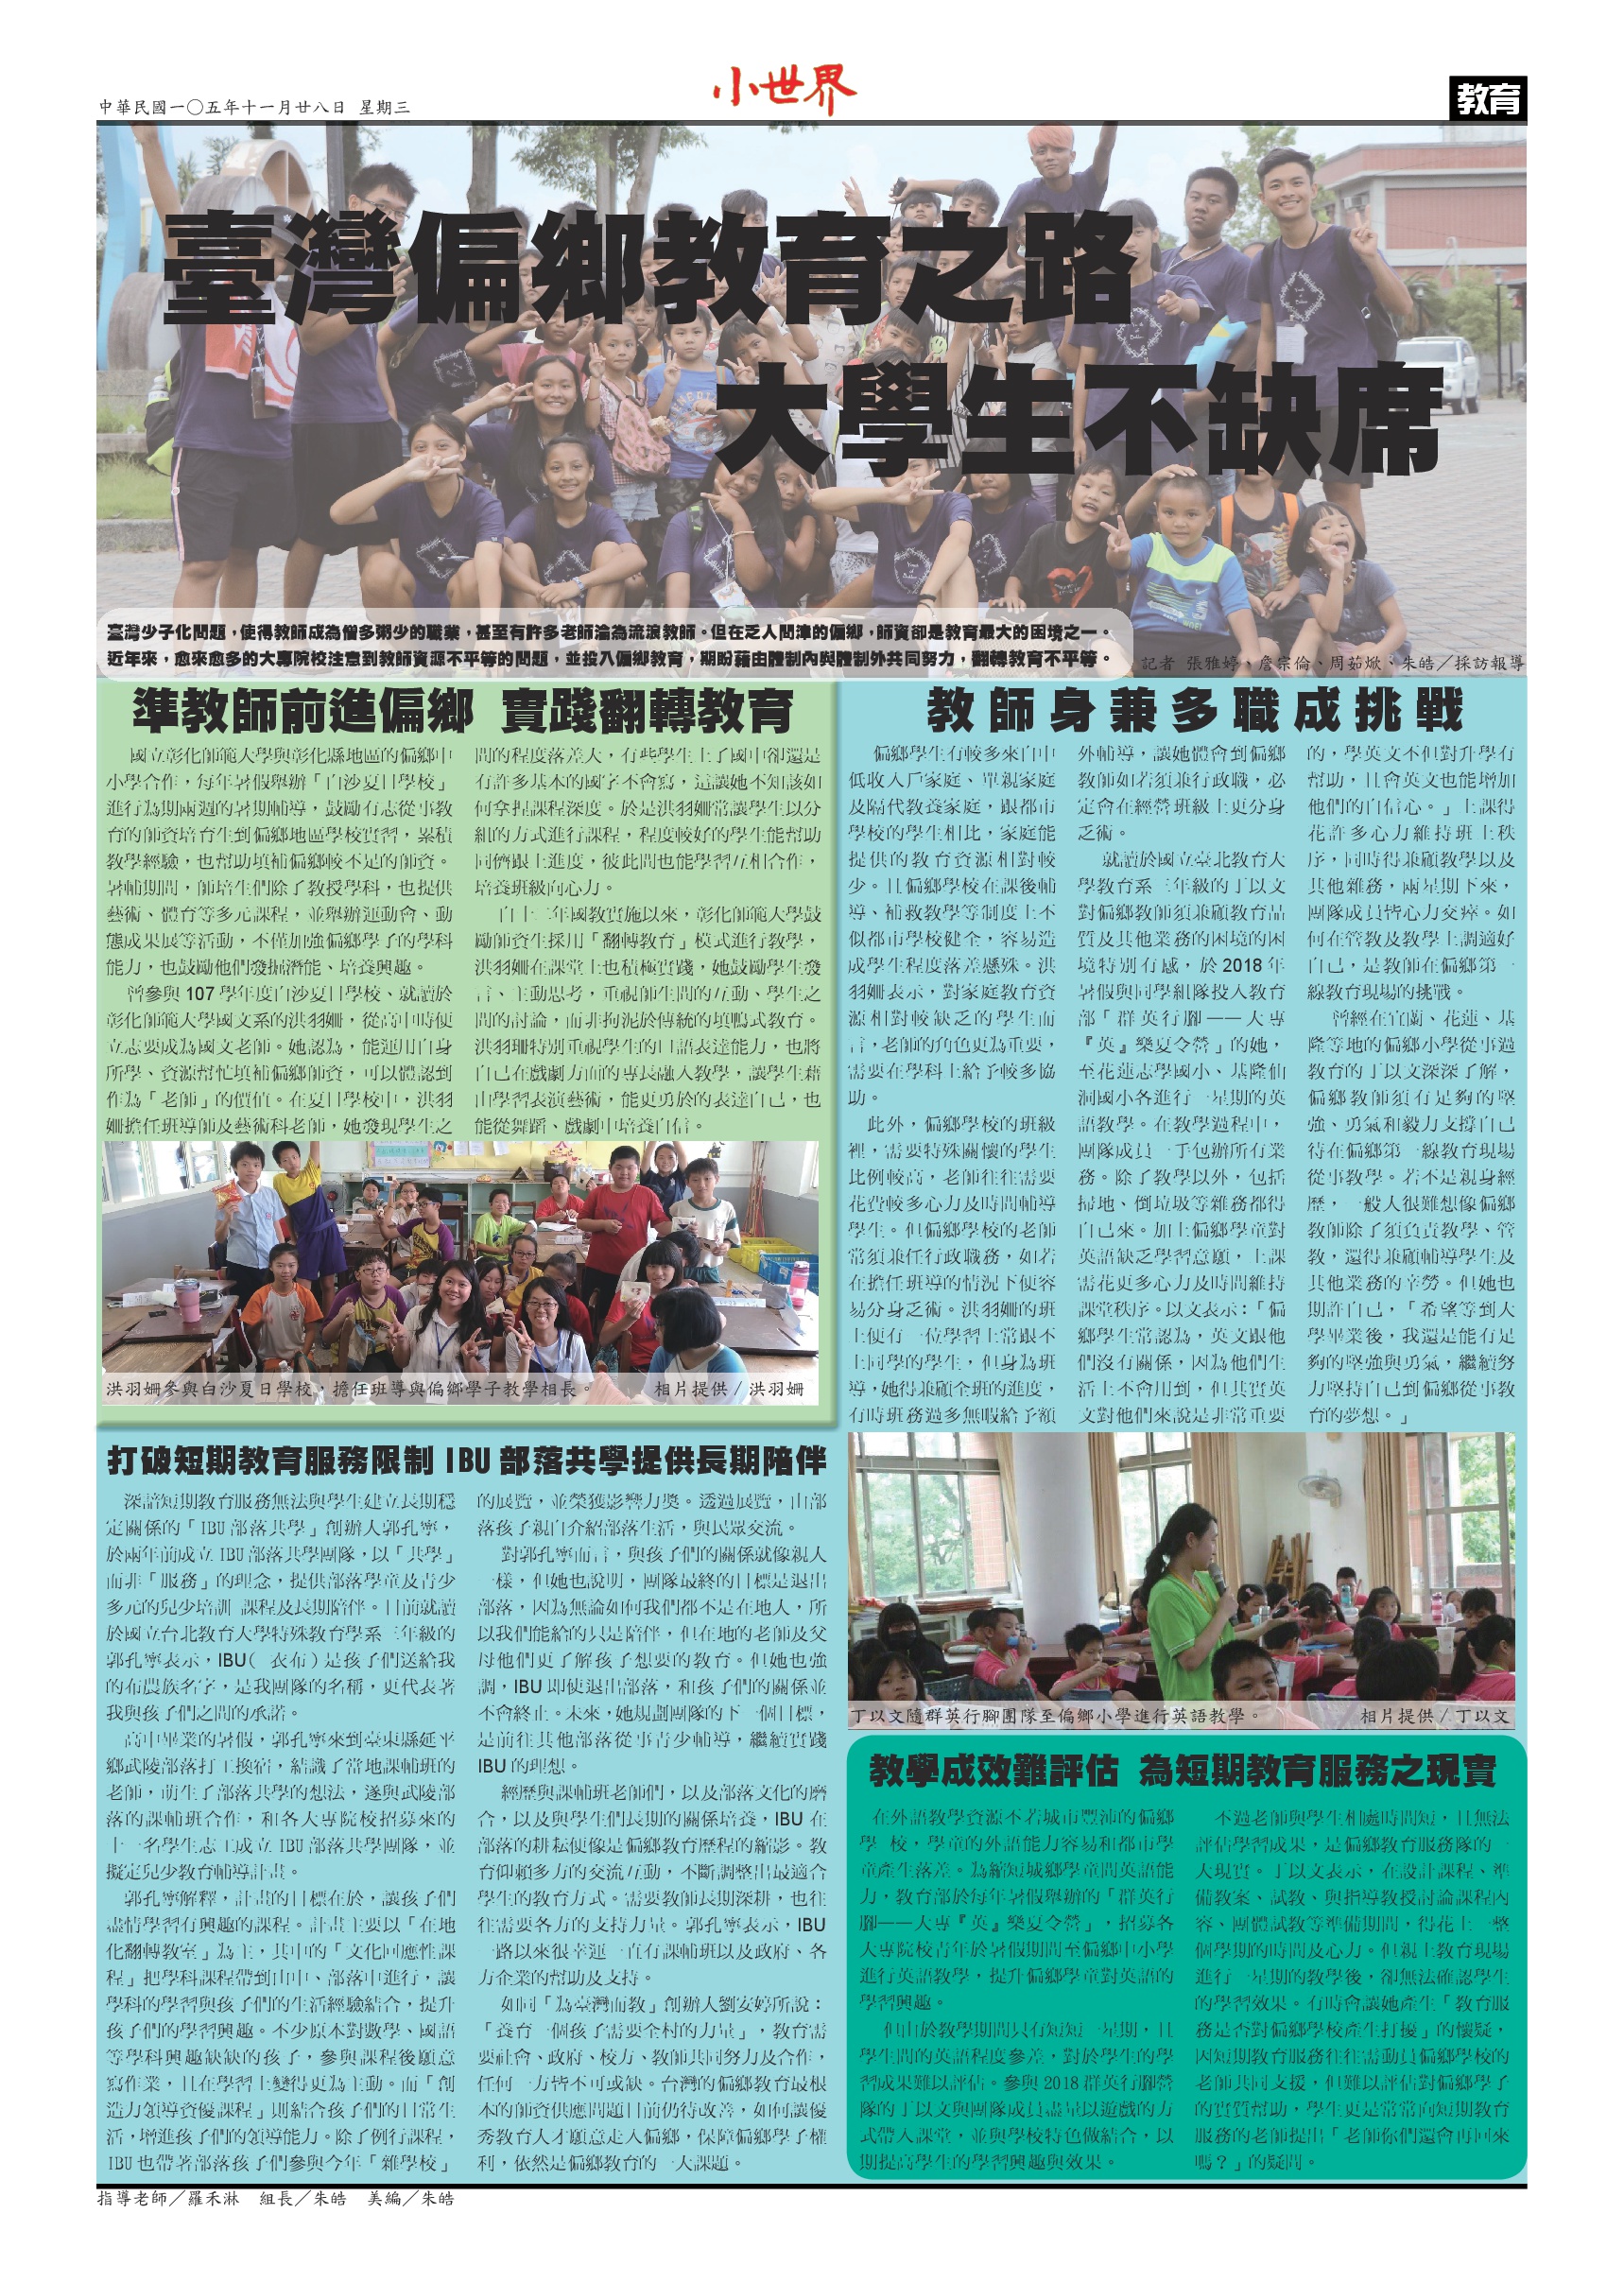 中華民國一〇五年十一月廿八日 星期三
小世界
教育
臺灣偏鄉教育之路
大學生不缺席
臺灣少子化問題，使得教師成為僧多粥少的職業，甚至有許多老師淪為流浪教師。但在乏人問津的偏鄉，師資卻是教育最大的困境之一。
近年來，愈來愈多的大專院校注意到教師資源不平等的問題，並投入偏鄉教育，期盼藉由體制內與體制外共同努力，翻轉教育不平等。
記者 張雅婷、詹宗倫、周茹焮、朱皓／採訪報導
準教師前進偏鄉 實踐翻轉教育
國立彰化師範大學與彰化縣地區的偏鄉中
小學合作，每年暑假舉辦「白沙夏日學校」
進行為期兩週的暑期輔導，鼓勵有志從事教
育的師資培育生到偏鄉地區學校實習，累積
教學經驗，也幫助填補偏鄉較不足的師資。
暑輔期間，師培生們除了教授學科，也提供
藝術、體育等多元課程，並舉辦運動會、動
態成果展等活動，不僅加強偏鄉學子的學科
能力，也鼓勵他們發掘潛能、培養興趣。
曾參與 107 學年度白沙夏日學校、就讀於
彰化師範大學國文系的洪羽姍，從高中時便
立志要成為國文老師。她認為，能運用自身
所學、資源幫忙填補偏鄉師資，可以體認到
作為「老師」的價值。在夏日學校中，洪羽
姍擔任班導師及藝術科老師，她發現學生之
間的程度落差大，有些學生上了國中卻還是
有許多基本的國字不會寫，這讓她不知該如
何拿捏課程深度。於是洪羽姍常讓學生以分
組的方式進行課程，程度較好的學生能幫助
同儕跟上進度，彼此間也能學習互相合作，
培養班級向心力。
自十二年國教實施以來，彰化師範大學鼓
勵師資生採用「翻轉教育」模式進行教學，
洪羽姍在課堂上也積極實踐，她鼓勵學生發
言、主動思考，重視師生間的互動、學生之
間的討論，而非拘泥於傳統的填鴨式教育。
洪羽珊特別重視學生的口語表達能力，也將
自己在戲劇方面的專長融入教學，讓學生藉
由學習表演藝術，能更勇於的表達自己，也
能從舞蹈、戲劇中培養自信。
洪羽姍參與白沙夏日學校，擔任班導與偏鄉學子教學相長。 相片提供／洪羽姍
教師身兼多職成挑戰
偏鄉學生有較多來自中
低收入戶家庭、單親家庭
及隔代教養家庭，跟都市
學校的學生相比，家庭能
提供的教育資源相對較
少。且偏鄉學校在課後輔
導、補救教學等制度上不
似都市學校健全，容易造
成學生程度落差懸殊。洪
羽姍表示，對家庭教育資
源相對較缺乏的學生而
言，老師的角色更為重要，
需要在學科上給予較多協
助。
此外，偏鄉學校的班級
裡，需要特殊關懷的學生
比例較高，老師往往需要
花費較多心力及時間輔導
學生。但偏鄉學校的老師
常須兼任行政職務，如若
在擔任班導的情況下便容
易分身乏術。洪羽姍的班
上便有一位學習上常跟不
上同學的學生，但身為班
導，她得兼顧全班的進度，
有時班務過多無暇給予額
外輔導，讓她體會到偏鄉
教師如若須兼行政職，必
定會在經營班級上更分身
乏術。
就讀於國立臺北教育大
學教育系三年級的丁以文
對偏鄉教師須兼顧教育品
質及其他業務的困境的困
境特別有感，於 2018 年
暑假與同學組隊投入教育
部「群英行腳——大專
『英』樂夏令營」的她，
至花蓮志學國小、基隆仙
洞國小各進行一星期的英
語教學。在教學過程中，
團隊成員一手包辦所有業
務。除了教學以外，包括
掃地、倒垃圾等雜務都得
自己來。加上偏鄉學童對
英語缺乏學習意願，上課
需花更多心力及時間維持
課堂秩序。以文表示：「偏
鄉學生常認為，英文跟他
們沒有關係，因為他們生
活上不會用到，但其實英
文對他們來說是非常重要
的，學英文不但對升學有
幫助，且會英文也能增加
他們的自信心。」上課得
花許多心力維持班上秩
序，同時得兼顧教學以及
其他雜務，兩星期下來，
團隊成員皆心力交瘁。如
何在管教及教學上調適好
自己，是教師在偏鄉第一
線教育現場的挑戰。
曾經在宜蘭、花蓮、基
隆等地的偏鄉小學從事過
教育的丁以文深深了解，
偏鄉教師須有足夠的堅
強、勇氣和毅力支撐自己
待在偏鄉第一線教育現場
從事教學。若不是親身經
歷，一般人很難想像偏鄉
教師除了須負責教學、管
教，還得兼顧輔導學生及
其他業務的辛勞。但她也
期許自己，「希望等到大
學畢業後，我還是能有足
夠的堅強與勇氣，繼續努
力堅持自己到偏鄉從事教
育的夢想。」
丁以文隨群英行腳團隊至偏鄉小學進行英語教學。 相片提供／丁以文
打破短期教育服務限制 IBU 部落共學提供長期陪伴
深諳短期教育服務無法與學生建立長期穩
定關係的「IBU 部落共學」創辦人郭孔寧，
於兩年前成立 IBU 部落共學團隊，以「共學」
而非「服務」的理念，提供部落學童及青少
多元的兒少培訓 課程及長期陪伴。目前就讀
於國立台北教育大學特殊教育學系三年級的
郭孔寧表示，IBU（ 衣布）是孩子們送給我
的布農族名字，是我團隊的名稱，更代表著
我與孩子們之間的承諾。
高中畢業的暑假，郭孔寧來到臺東縣延平
鄉武陵部落打工換宿，結識了當地課輔班的
老師，萌生了部落共學的想法，遂與武陵部
落的課輔班合作，和各大專院校招募來的
十一名學生志工成立 IBU 部落共學團隊，並
擬定兒少教育輔導計畫。
郭孔寧解釋，計畫的目標在於，讓孩子們
盡情學習有興趣的課程。計畫主要以「在地
化翻轉教室」為主，其中的「文化回應性課
程」把學科課程帶到山中、部落中進行，讓
學科的學習與孩子們的生活經驗結合，提升
孩子們的學習興趣。不少原本對數學、國語
等學科興趣缺缺的孩子，參與課程後願意
寫作業，且在學習上變得更為主動。而「創
造力領導資優課程」則結合孩子們的日常生
活，增進孩子們的領導能力。除了例行課程，
IBU 也帶著部落孩子們參與今年「雜學校」
的展覽，並榮獲影響力獎。透過展覽，由部
落孩子親自介紹部落生活，與民眾交流。
對郭孔寧而言，與孩子們的關係就像親人
一樣，但她也說明，團隊最終的目標是退出
部落，因為無論如何我們都不是在地人，所
以我們能給的只是陪伴，但在地的老師及父
母他們更了解孩子想要的教育。但她也強
調，IBU 即使退出部落，和孩子們的關係並
不會終止。未來，她規劃團隊的下一個目標，
是前往其他部落從事青少輔導，繼續實踐
IBU 的理想。
經歷與課輔班老師們，以及部落文化的磨
合，以及與學生們長期的關係培養，IBU 在
部落的耕耘便像是偏鄉教育歷程的縮影。教
育仰賴多方的交流互動，不斷調整出最適合
學生的教育方式。需要教師長期深耕，也往
往需要各方的支持力量。郭孔寧表示，IBU
一路以來很幸運一直有課輔班以及政府、各
方企業的幫助及支持。
如同「為臺灣而教」創辦人劉安婷所說：
「養育一個孩子需要全村的力量」，教育需
要社會、政府、校方、教師共同努力及合作，
任何一方皆不可或缺。台灣的偏鄉教育最根
本的師資供應問題目前仍待改善，如何讓優
秀教育人才願意走入偏鄉，保障偏鄉學子權
利，依然是偏鄉教育的一大課題。
教學成效難評估 為短期教育服務之現實
在外語教學資源不若城市豐沛的偏鄉
學 校，學童的外語能力容易和都市學
童產生落差。為縮短城鄉學童間英語能
力，教育部於每年暑假舉辦的「群英行
腳——大專『英』樂夏令營」，招募各
大專院校青年於暑假期間至偏鄉中小學
進行英語教學，提升偏鄉學童對英語的
學習興趣。
但由於教學期間只有短短一星期，且
學生間的英語程度參差，對於學生的學
習成果難以評估。參與 2018 群英行腳營
隊的丁以文與團隊成員盡量以遊戲的方
式帶入課堂，並與學校特色做結合，以
期提高學生的學習興趣與效果。
不過老師與學生相處時間短，且無法
評估學習成果，是偏鄉教育服務隊的一
大現實。丁以文表示，在設計課程、準
備教案、試教、與指導教授討論課程內
容、團體試教等準備期間，得花上一整
個學期的時間及心力。但親上教育現場
進行一星期的教學後，卻無法確認學生
的學習效果。有時會讓她產生「教育服
務是否對偏鄉學校產生打擾」的懷疑，
因短期教育服務往往需動員偏鄉學校的
老師共同支援，但難以評估對偏鄉學子
的實質幫助，學生更是常常向短期教育
服務的老師提出「老師你們還會再回來
嗎？」的疑問。
指導老師／羅禾淋 組長／朱皓 美編／朱皓